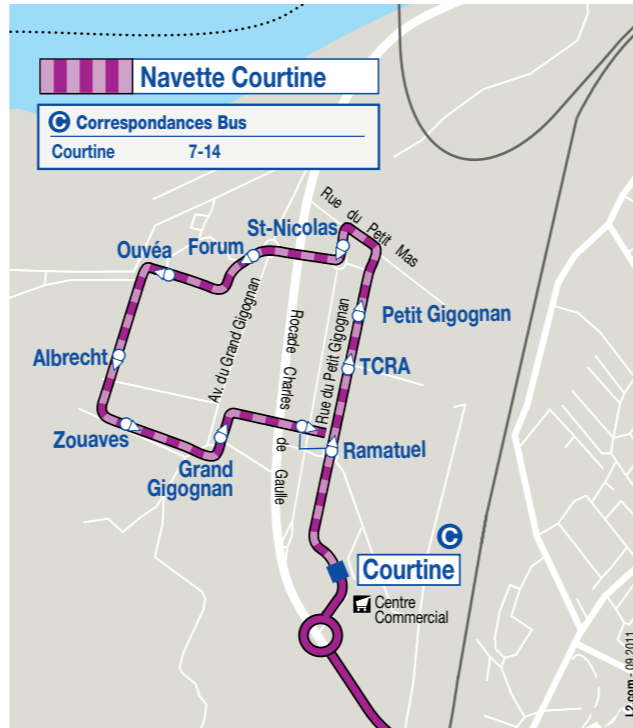 Navette Courtine
C Correspondances Bus
Courtine 7-14
Rue du Petit Mas
St-Nicolas
Forum
Ouvéa
Petit Gigognan
Av. du Grand Gigognan
Rocade Charles de Gaulle
Rue du Petit Gigognan
Albrecht
TCRA
Zouaves
Grand
Gigognan
Ramatuel
C
Courtine
Centre
Commercial
2.com - 09.2011